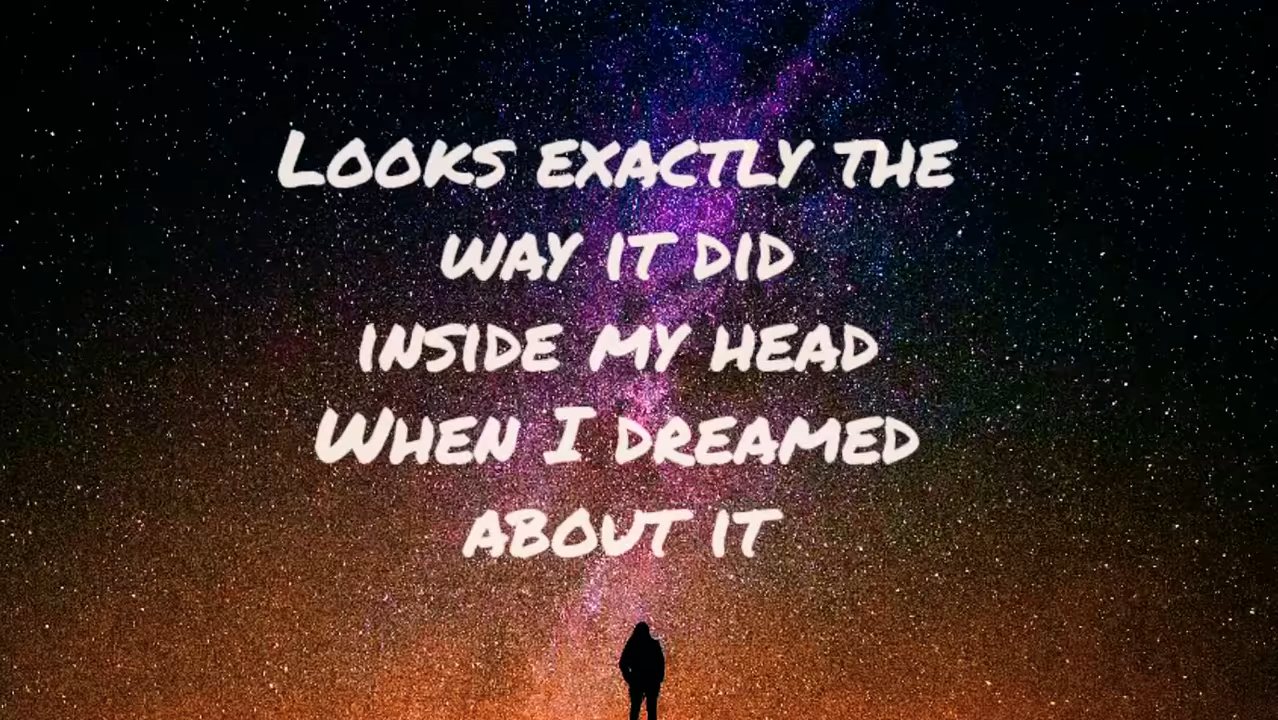 Looks exactly the
way it did
inside my head
When I dreamed
about it